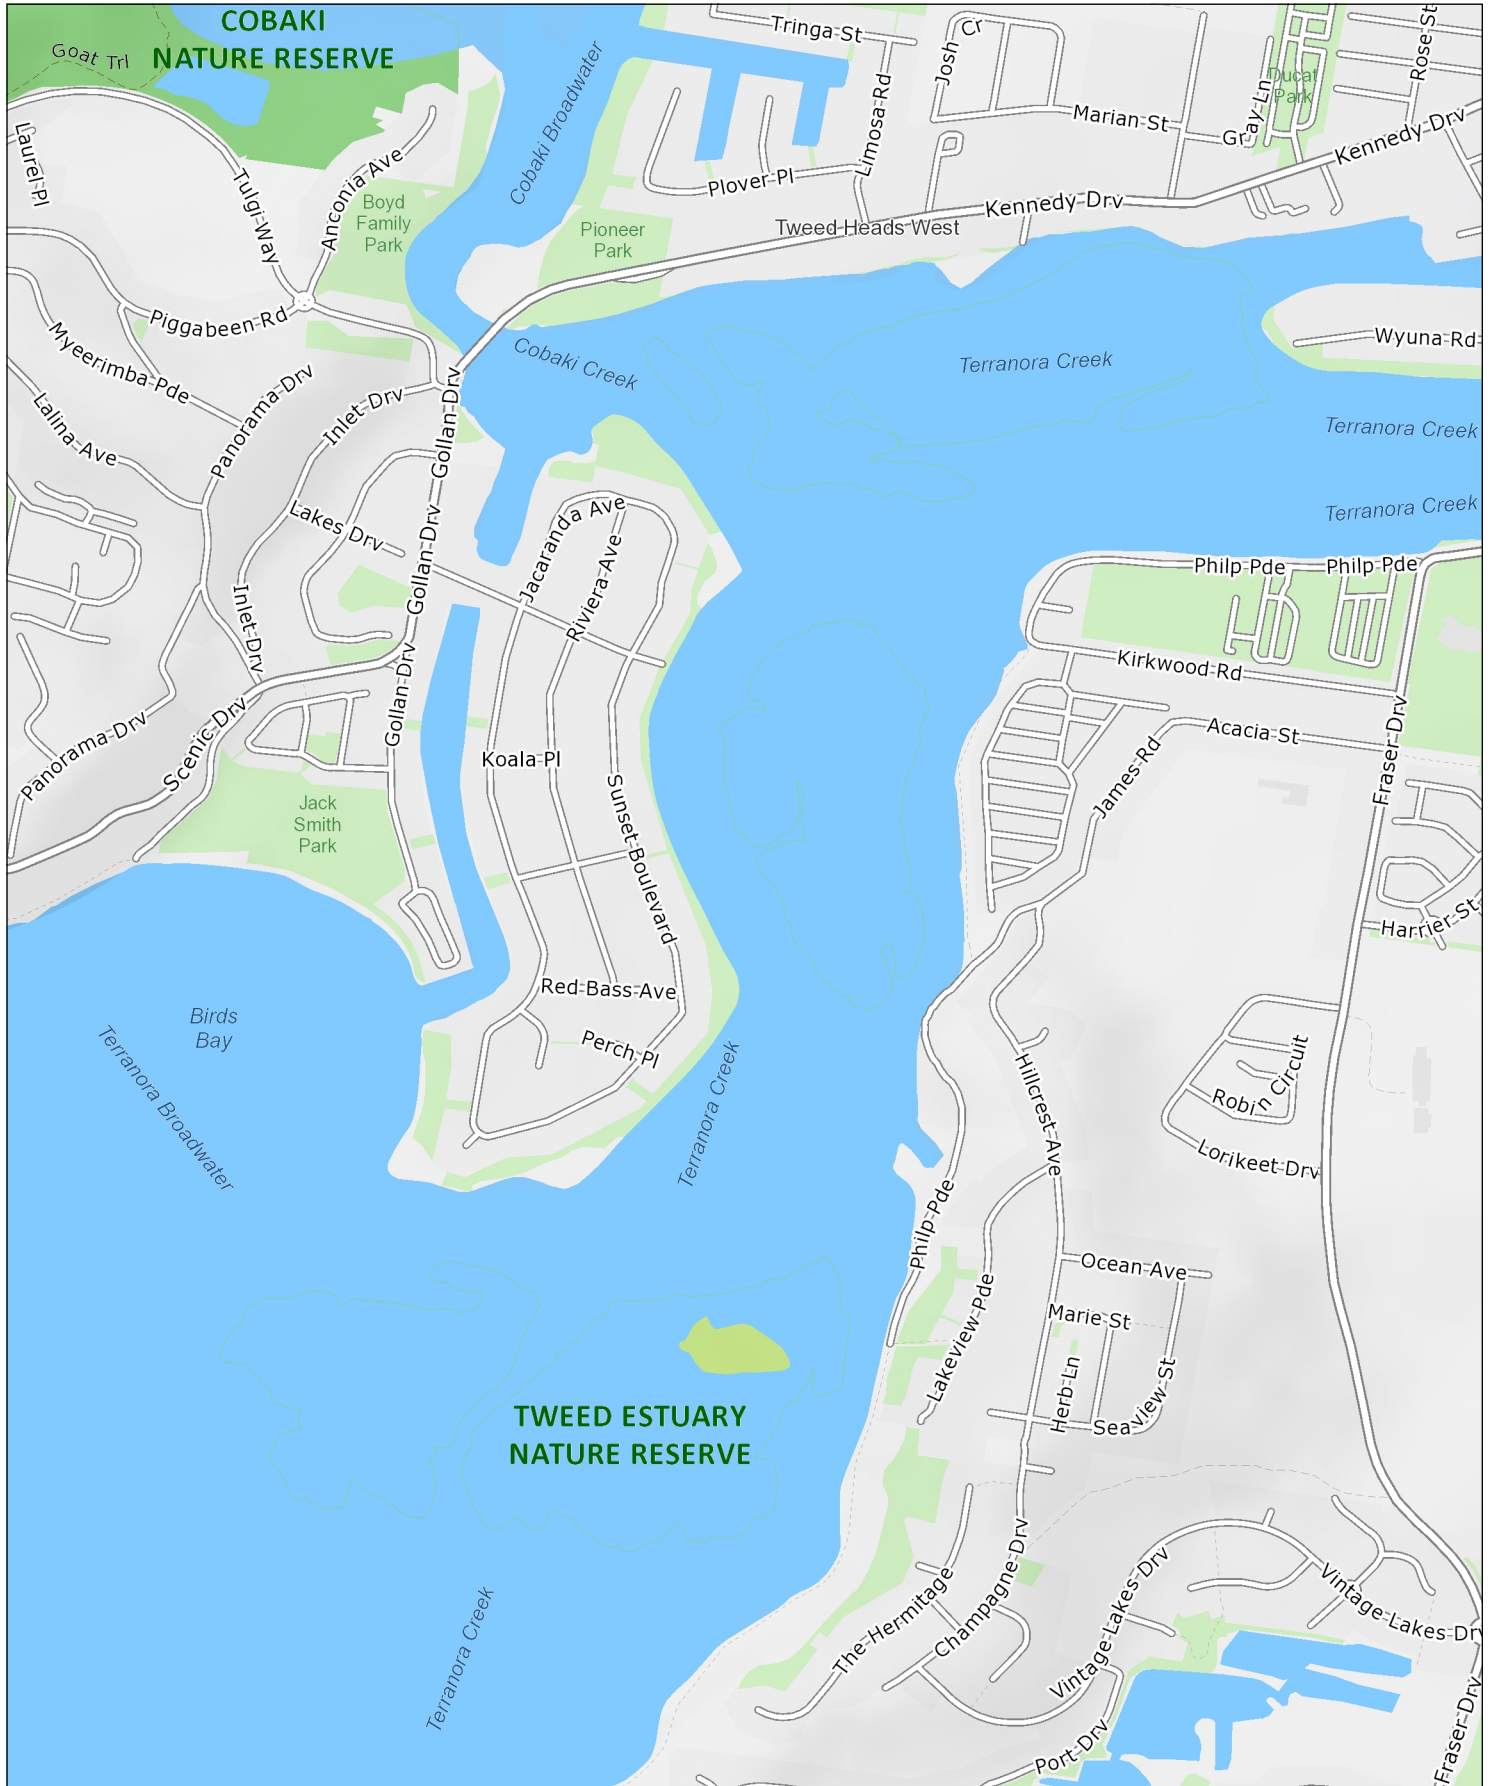 COBAKI
NATURE RESERVE
Goat Trl
Cobaki Broadwater
Tringa St
Josh Cr
Rose St
Ducat
Park
Limosa Rd
Marian St
Gray Ln
Kennedy Drv
Laurel Pl
Tulgi Way
Anconia Ave
Boyd
Family
Park
Plover Pl
Kennedy Drv
Pioneer
Park
Tweed Heads West
Piggabeen Rd
Wyuna Rd
Myeerimba Pde
Panorama Drv
Inlet Drv
Gollan Drv
Cobaki Creek
Terranora Creek
Terranora Creek
Lalina Ave
Lakes Drv
Gollan Drv
Jacaranda Ave
Riviera Ave
Terranora Creek
Philp Pde
Philp Pde
Inlet Drv
Gollan Drv
Kirkwood Rd
Panorama Drv
Scenic Drv
Koala Pl
Sunset Boulevard
James Rd
Acacia St
Fraser Drv
Jack
Smith
Park
Harrier St
Red Bass Ave
Perch Pl
Birds
Bay
Terranora Broadwater
Terranora Creek
Hillcrest Ave
Robin Circuit
Lorikeet Drv
Philp Pde
Ocean Ave
Lakeview Pde
Marie St
Herb Ln
Seaview St
TWEED ESTUARY
NATURE RESERVE
Terranora Creek
The Hermitage
Champagne Drv
Vintage Lakes Drv
Vintage Lakes Drv
Port Drv
Fraser Drv